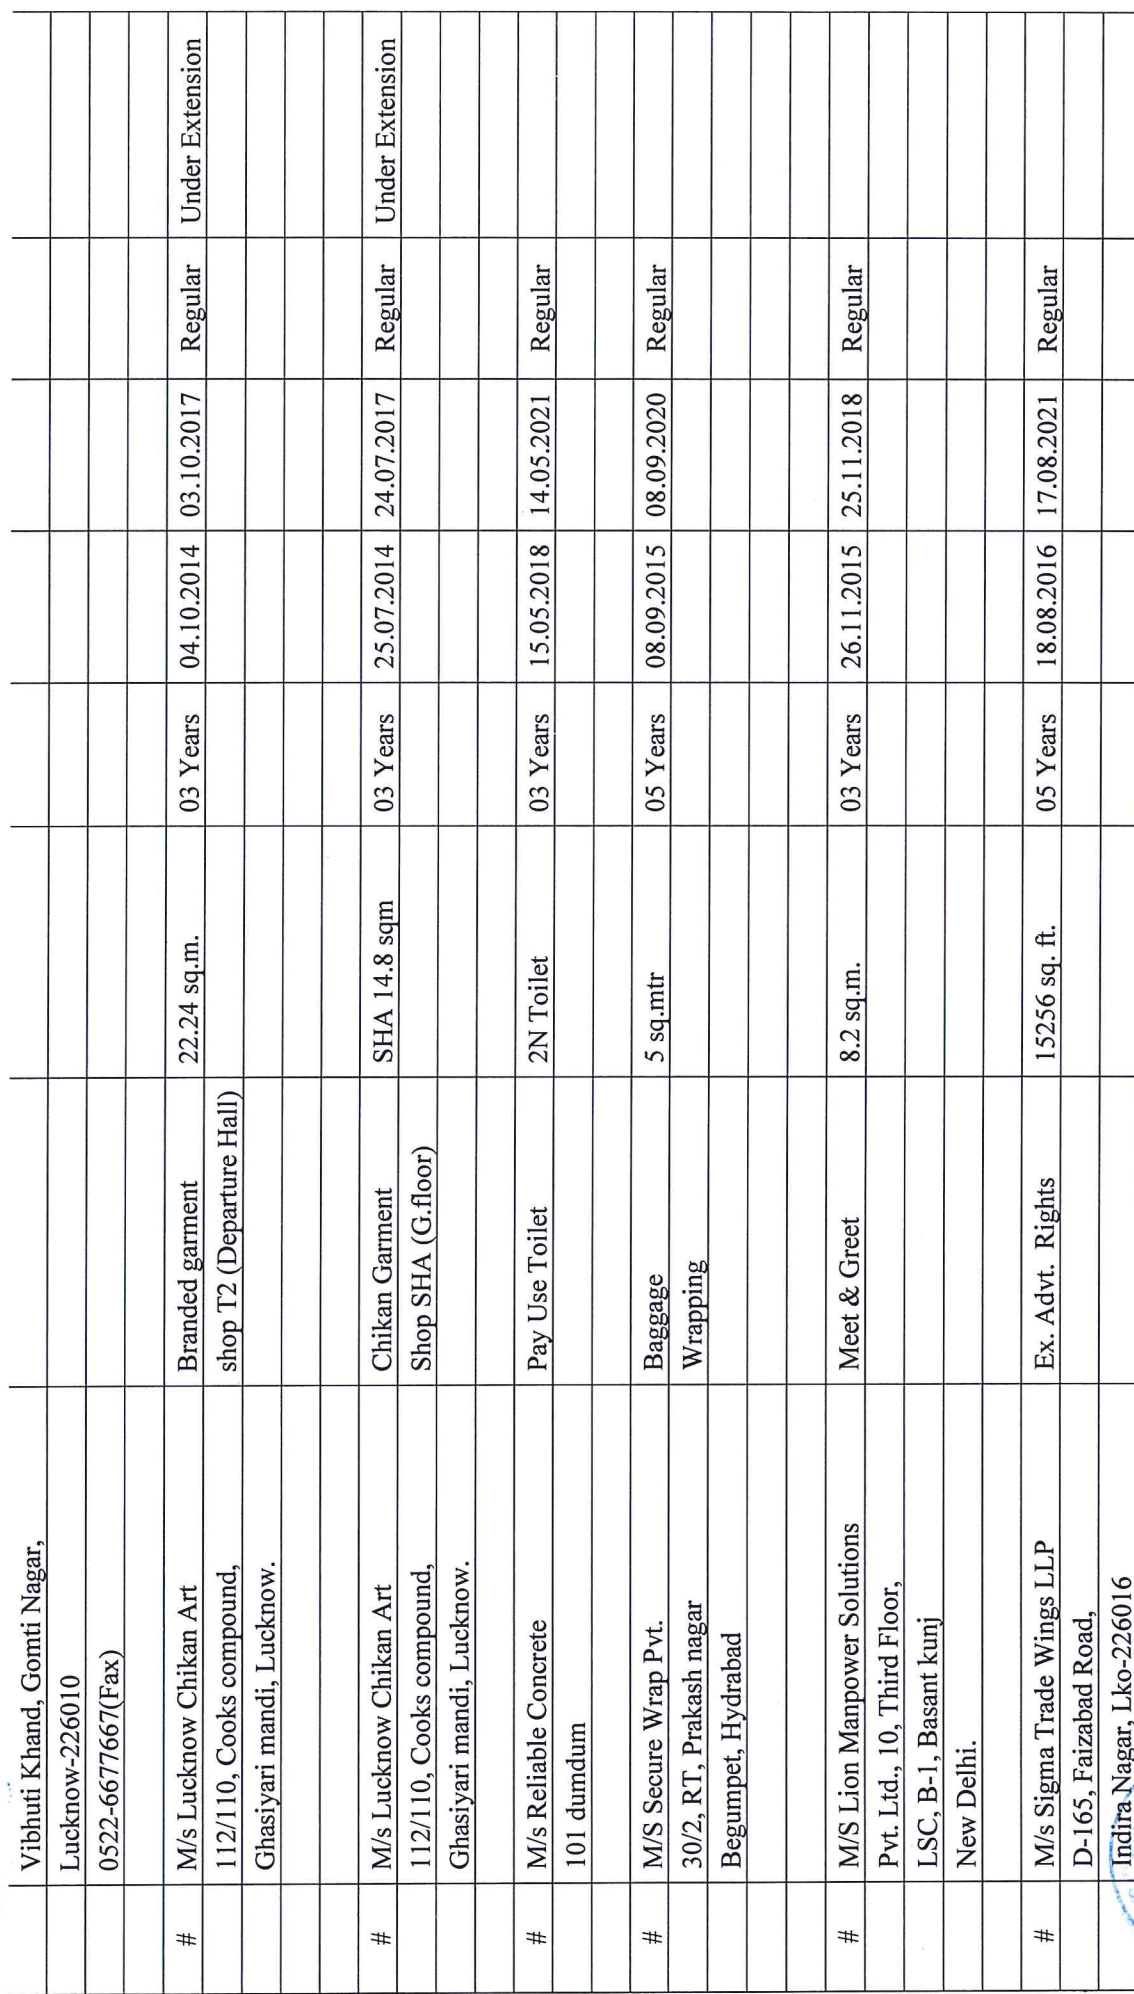 Vibhuti Khand, Gomti Nagar,
Lucknow-226010
0522-6677667(Fax)
# M/s Lucknow Chikan Art Branded garment 22.24 sq.m. 03 Years 04.10.2014 03.10.2017 Regular Under Extension
112/110, Cooks compound, shop T2 (Departure Hall)
Ghasiyari mandi, Lucknow.
# M/s Lucknow Chikan Art Chikan Garment SHA 14.8 sqm 03 Years 25.07.2014 24.07.2017 Regular Under Extension
112/110, Cooks compound, Shop SHA (G.floor)
Ghasiyari mandi, Lucknow.
# M/s Reliable Concrete Pay Use Toilet 2N Toilet 03 Years 15.05.2018 14.05.2021 Regular
101 dumdum
# M/S Secure Wrap Pvt. Baggage 5 sq.mtr 05 Years 08.09.2015 08.09.2020 Regular
30/2, RT, Prakash nagar Wrapping
Begumpet, Hydrabad
# M/S Lion Manpower Solutions Meet & Greet 8.2 sq.m. 03 Years 26.11.2015 25.11.2018 Regular
Pvt. Ltd., 10, Third Floor,
LSC, B-1, Basant kunj
New Delhi.
# M/s Sigma Trade Wings LLP Ex. Advt. Rights 15256 sq. ft. 05 Years 18.08.2016 17.08.2021 Regular
D-165, Faizabad Road,
Indira Nagar, Lko-226016